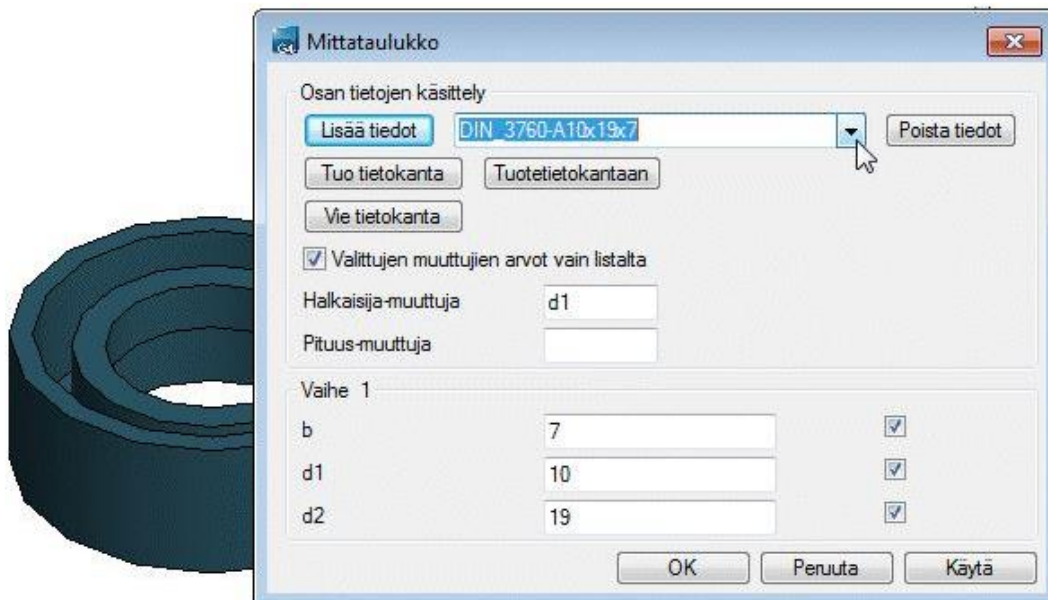 Mittataulukko
Osan tietojen käsittely
Lisää tiedot DIN_3760-A10x19x7 Poista tiedot
Tuo tietokanta Tuotetietokantaan
Vie tietokanta
Valittujen muuttujien arvot vain listalta
Halkaisija-muuttuja d1
Pituus-muuttuja
Vaihe 1
b 7
d1 10
d2 19
OK Peruuta Käytä